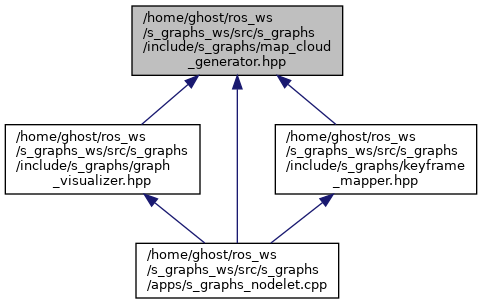 /home/ghost/ros_ws
/s_graphs_ws/src/s_graphs
/include/s_graphs/map_cloud
_generator.hpp
/home/ghost/ros_ws
/s_graphs_ws/src/s_graphs
/include/s_graphs/graph
_visualizer.hpp
/home/ghost/ros_ws
/s_graphs_ws/src/s_graphs
/include/s_graphs/keyframe
_mapper.hpp
/home/ghost/ros_ws
/s_graphs_ws/src/s_graphs
/apps/s_graphs_nodelet.cpp